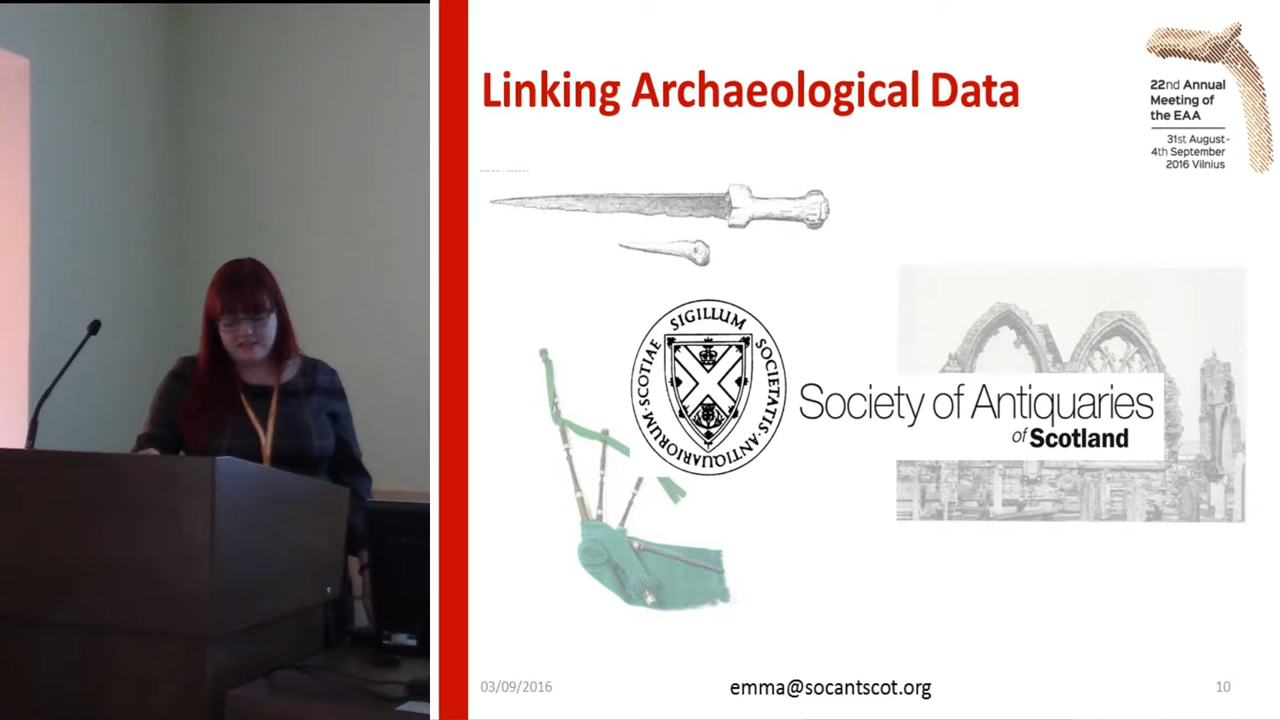 Linking Archaeological Data
22nd Annual
Meeting of
the EAA
31st August-
4th September
2016 Vilnius
SIGILLUM SOCIETATIS · ANTIQUARIORUM · SCOTIAE
Society of Antiquaries
of Scotland
03/09/2016
emma@socantscot.org
10